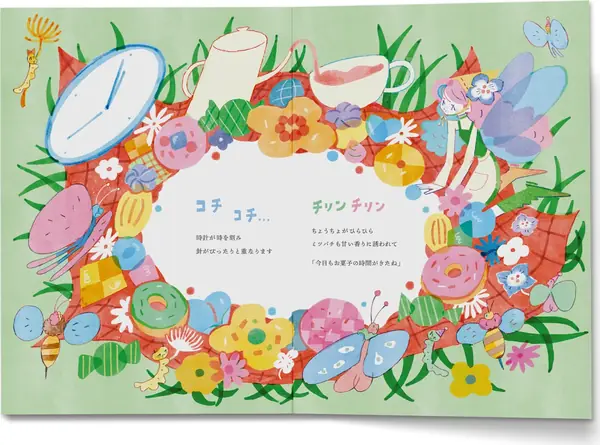 コチ
コチ…
時計が時を刻み
針がぴったりと重なります
チリン チリン
ちょうちょがひらひら
ミツバチも甘い香りに誘われて
「今日もお菓子の時間がきたね」